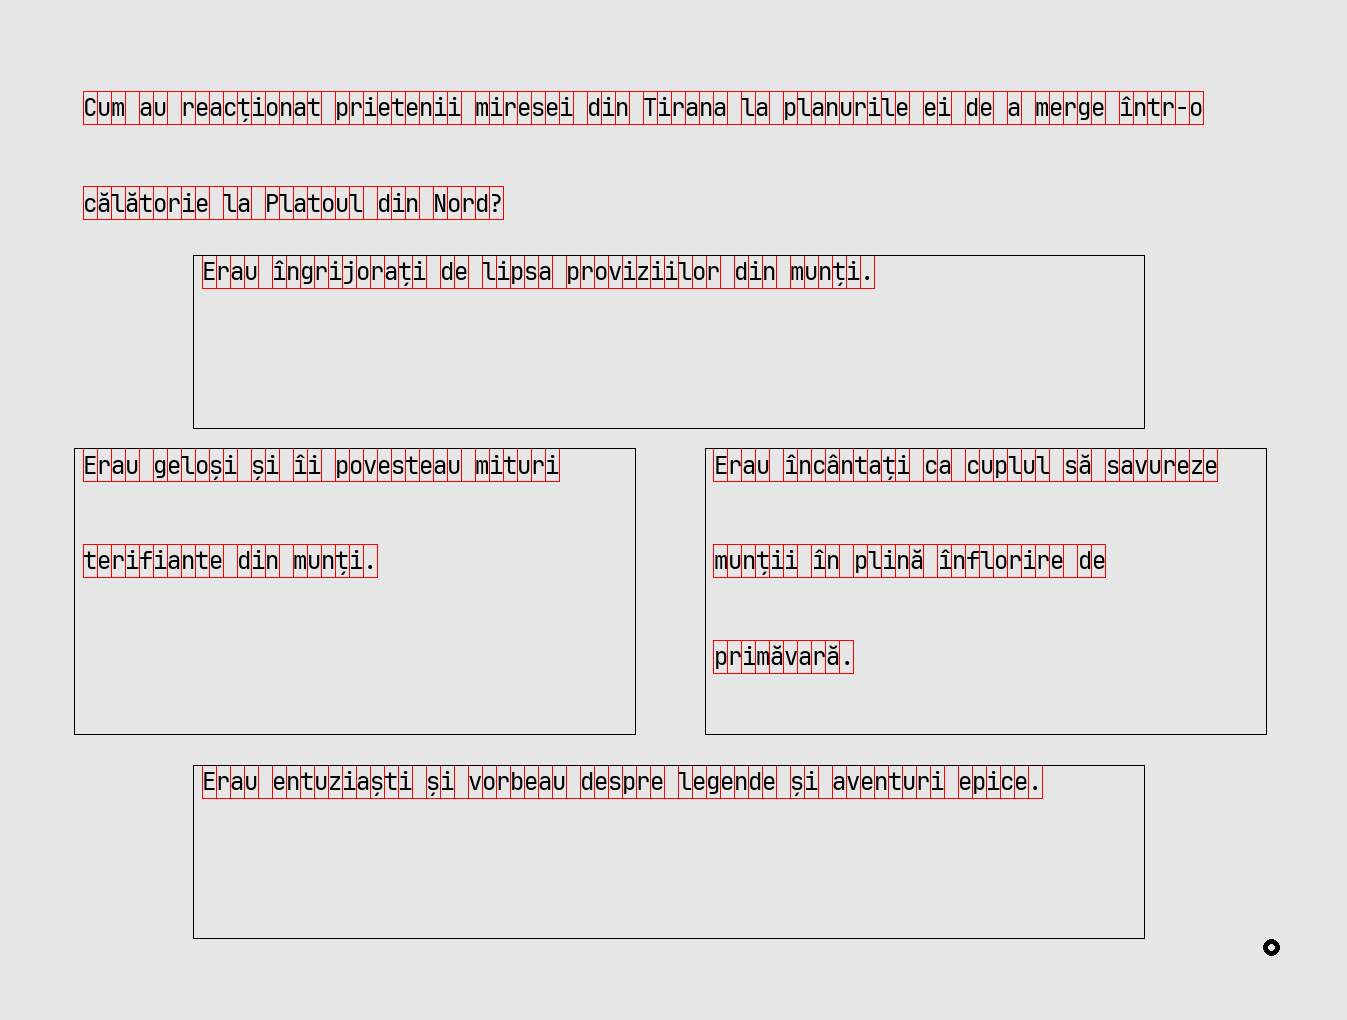 Cum au reacționat prietenii miresei din Tirana la planurile ei de a merge într-o
călătorie la Platoul din Nord?
Erau îngrijorați de lipsa proviziilor din munți.
Erau geloși și îi povesteau mituri
terifiante din munți.
Erau încântați ca cuplul să savureze
munții în plină înflorire de
primăvară.
Erau entuziaști și vorbeau despre legende și aventuri epice.